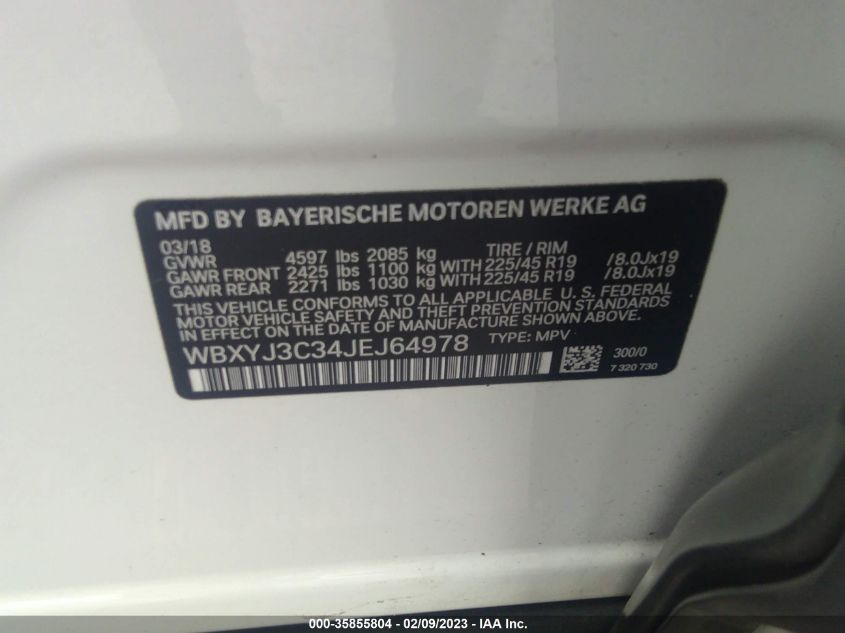 MFD BY BAYERISCHE MOTOREN WERKE AG
03/18 TIRE / RIM
GVWR 4597 lbs 2085 kg
GAWR FRONT 2425 lbs 1100 kg WITH 225/45 R19 /8.0Jx19
GAWR REAR 2271 lbs 1030 kg WITH 225/45 R19 /8.0Jx19
THIS VEHICLE CONFORMS TO ALL APPLICABLE U. S. FEDERAL
MOTOR VEHICLE SAFETY AND THEFT PREVENTION STANDARDS
IN EFFECT ON THE DATE OF MANUFACTURE SHOWN ABOVE.
WBXYJ3C34JEJ64978 TYPE: MPV
300/0
7 320 730
000-35855804 - 02/09/2023 - IAA Inc.